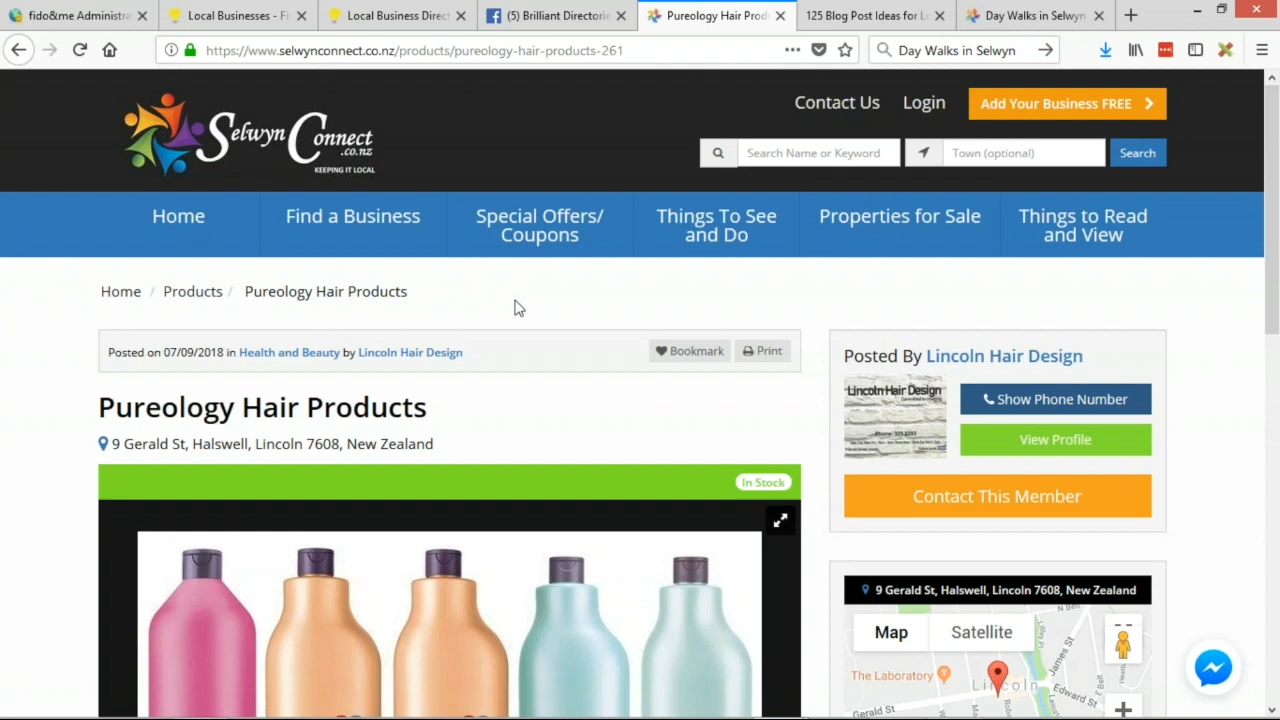 fido&me Administra
Local Businesses - Fi
Local Business Direct
(5) Brilliant Directorie
Pureology Hair Prod
125 Blog Post Ideas for Lo
Day Walks in Selwyn
https://www.selwynconnect.co.nz/products/pureology-hair-products-261
Day Walks in Selwyn
Selwyn Connect
.co.nz
KEEPING IT LOCAL
Contact Us
Login
Add Your Business FREE
Search Name or Keyword
Town (optional)
Search
Home
Find a Business
Special Offers/
Coupons
Things To See
and Do
Properties for Sale
Things to Read
and View
Home / Products / Pureology Hair Products
Posted on 07/09/2018 in Health and Beauty by Lincoln Hair Design
Bookmark
Print
Pureology Hair Products
9 Gerald St, Halswell, Lincoln 7608, New Zealand
In Stock
Posted By Lincoln Hair Design
Lincoln Hair Design
Show Phone Number
View Profile
Contact This Member
9 Gerald St, Halswell, Lincoln 7608, New Zealand
Map
Satellite
N Belt
James St
The Laboratory
Lincoln
Edward St
Gerald St